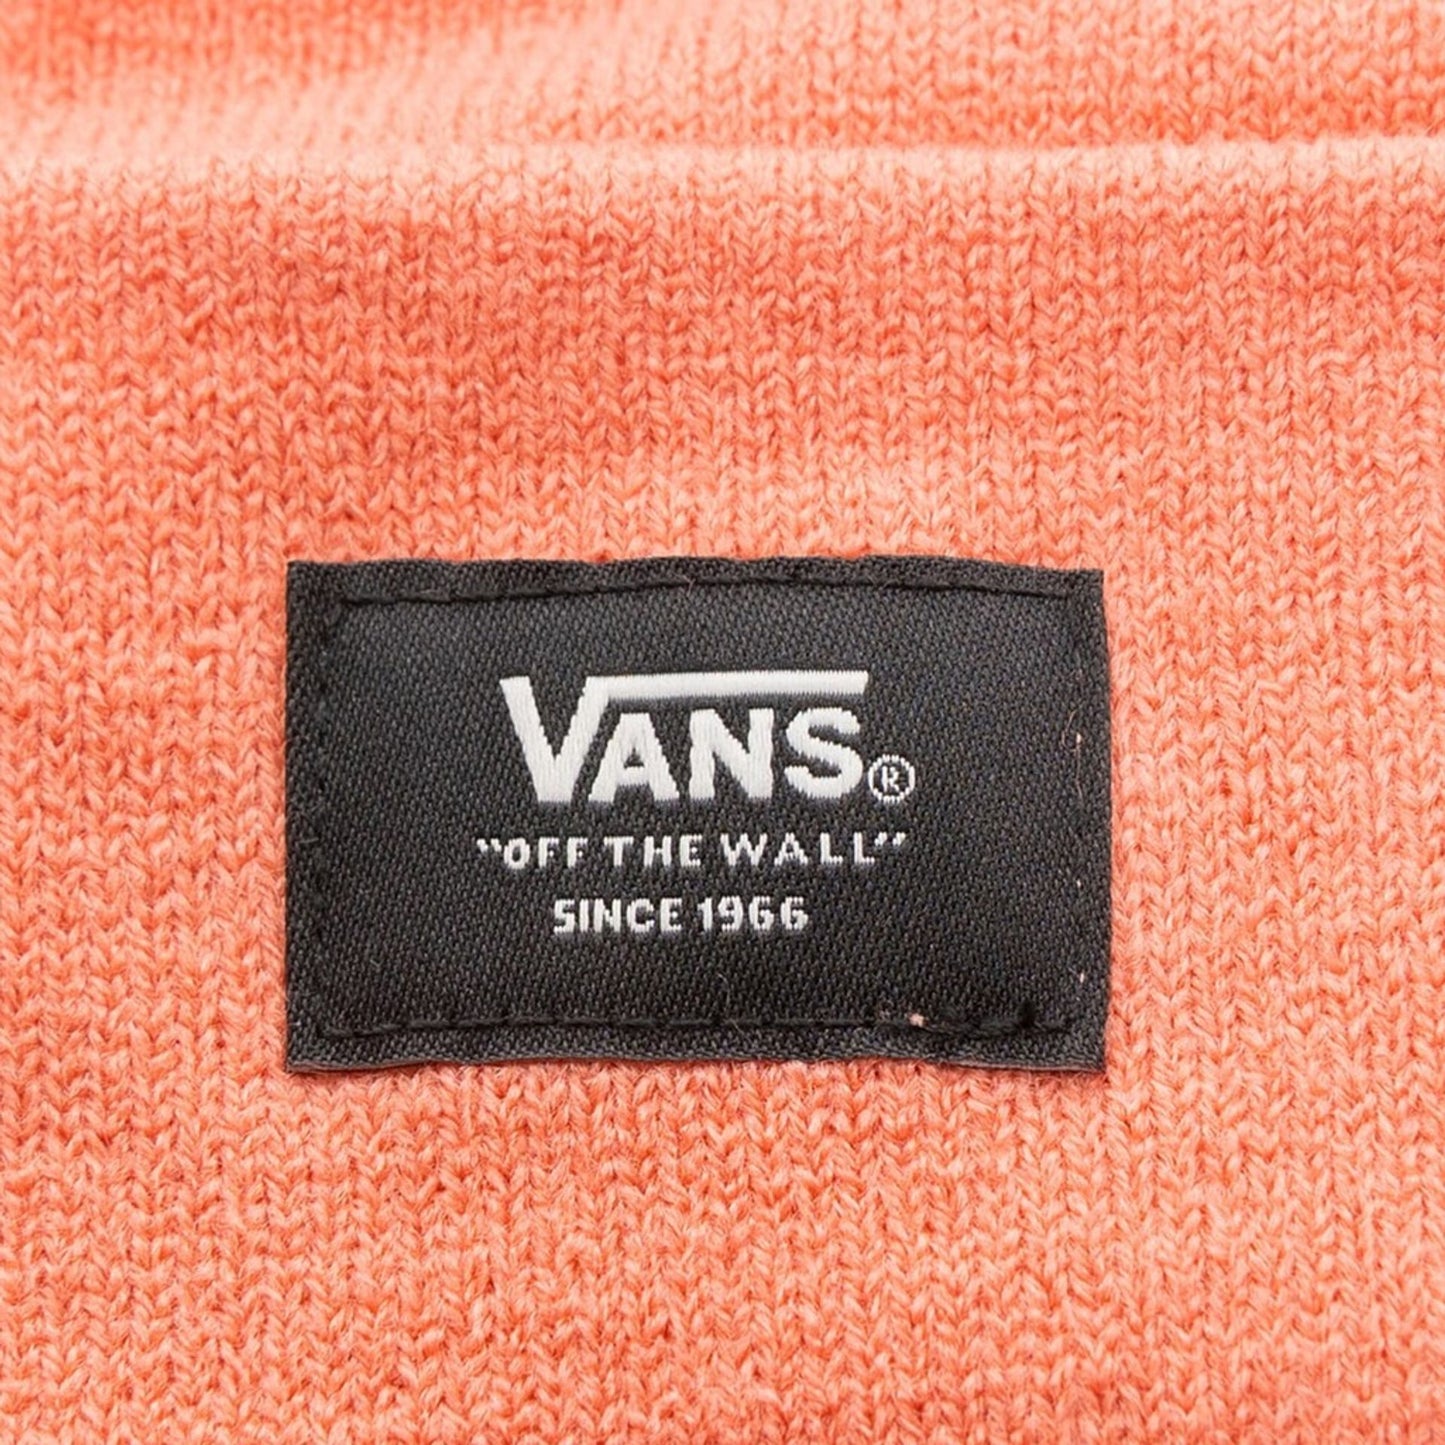 VANS®
"OFF THE WALL"
SINCE 1966